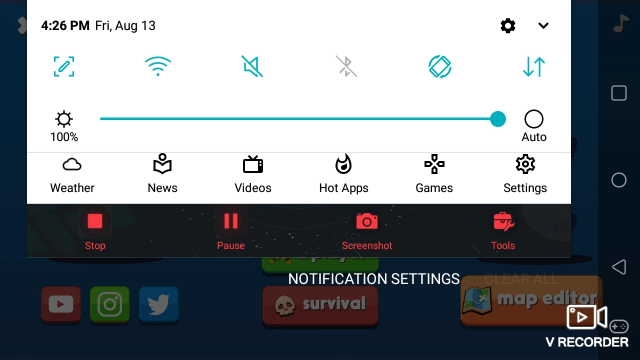 4:26 PM Fri, Aug 13
100%
Auto
Weather News Videos Hot Apps Games Settings
Stop Pause Screenshot Tools
NOTIFICATION SETTINGS CLEAR ALL
survival
map editor
V RECORDER